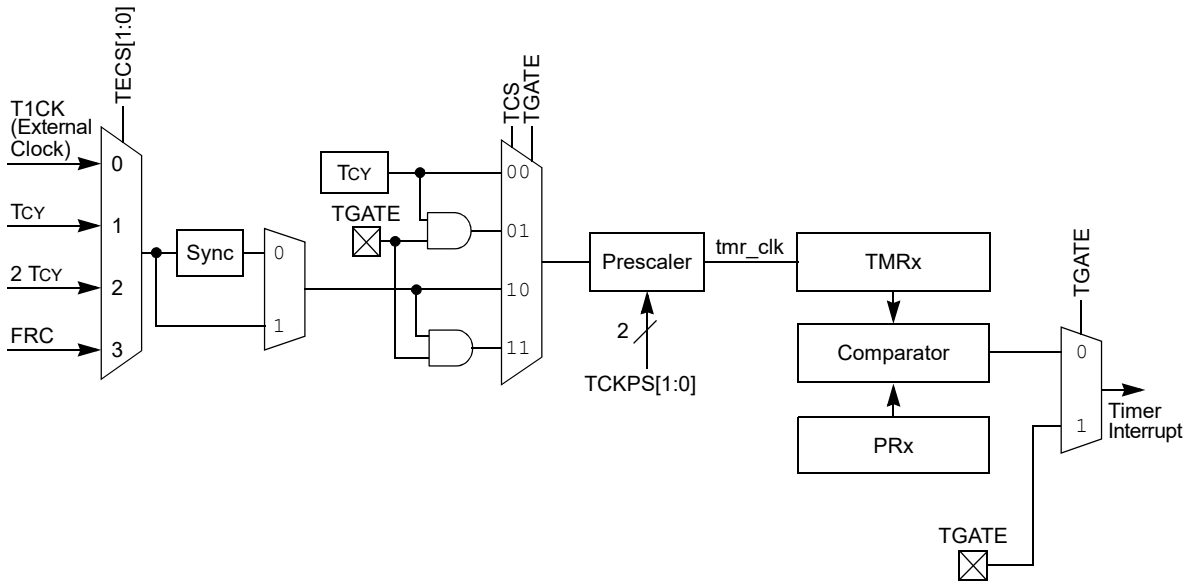 TECS[1:0]
T1CK
(External
Clock)
0
TCY
1
2 TCY
2
FRC
3
Sync
0
1
TCY
TGATE
TCS
TGATE
00
01
10
11
Prescaler
2
TCKPS[1:0]
tmr_clk
TMRx
Comparator
PRx
TGATE
0
1
Timer
Interrupt
TGATE